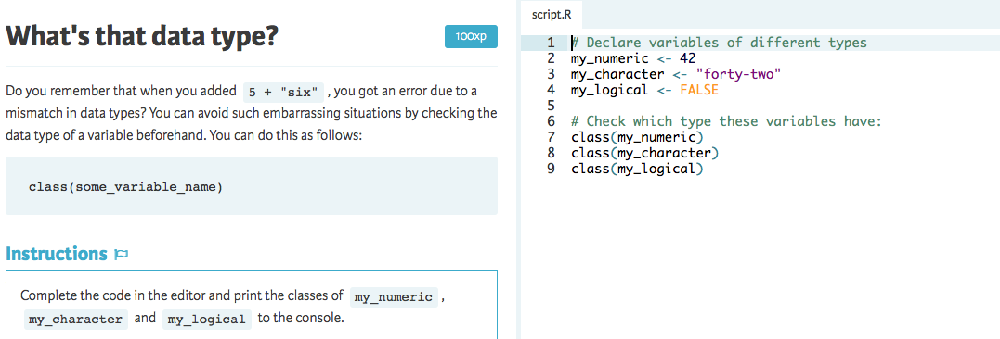 What's that data type?
100xp
Do you remember that when you added 5 + "six" , you got an error due to a
mismatch in data types? You can avoid such embarrassing situations by checking the
data type of a variable beforehand. You can do this as follows:
class(some_variable_name)
Instructions
Complete the code in the editor and print the classes of my_numeric ,
my_character and my_logical to the console.
script.R
1 # Declare variables of different types
2 my_numeric <- 42
3 my_character <- "forty-two"
4 my_logical <- FALSE
5
6 # Check which type these variables have:
7 class(my_numeric)
8 class(my_character)
9 class(my_logical)